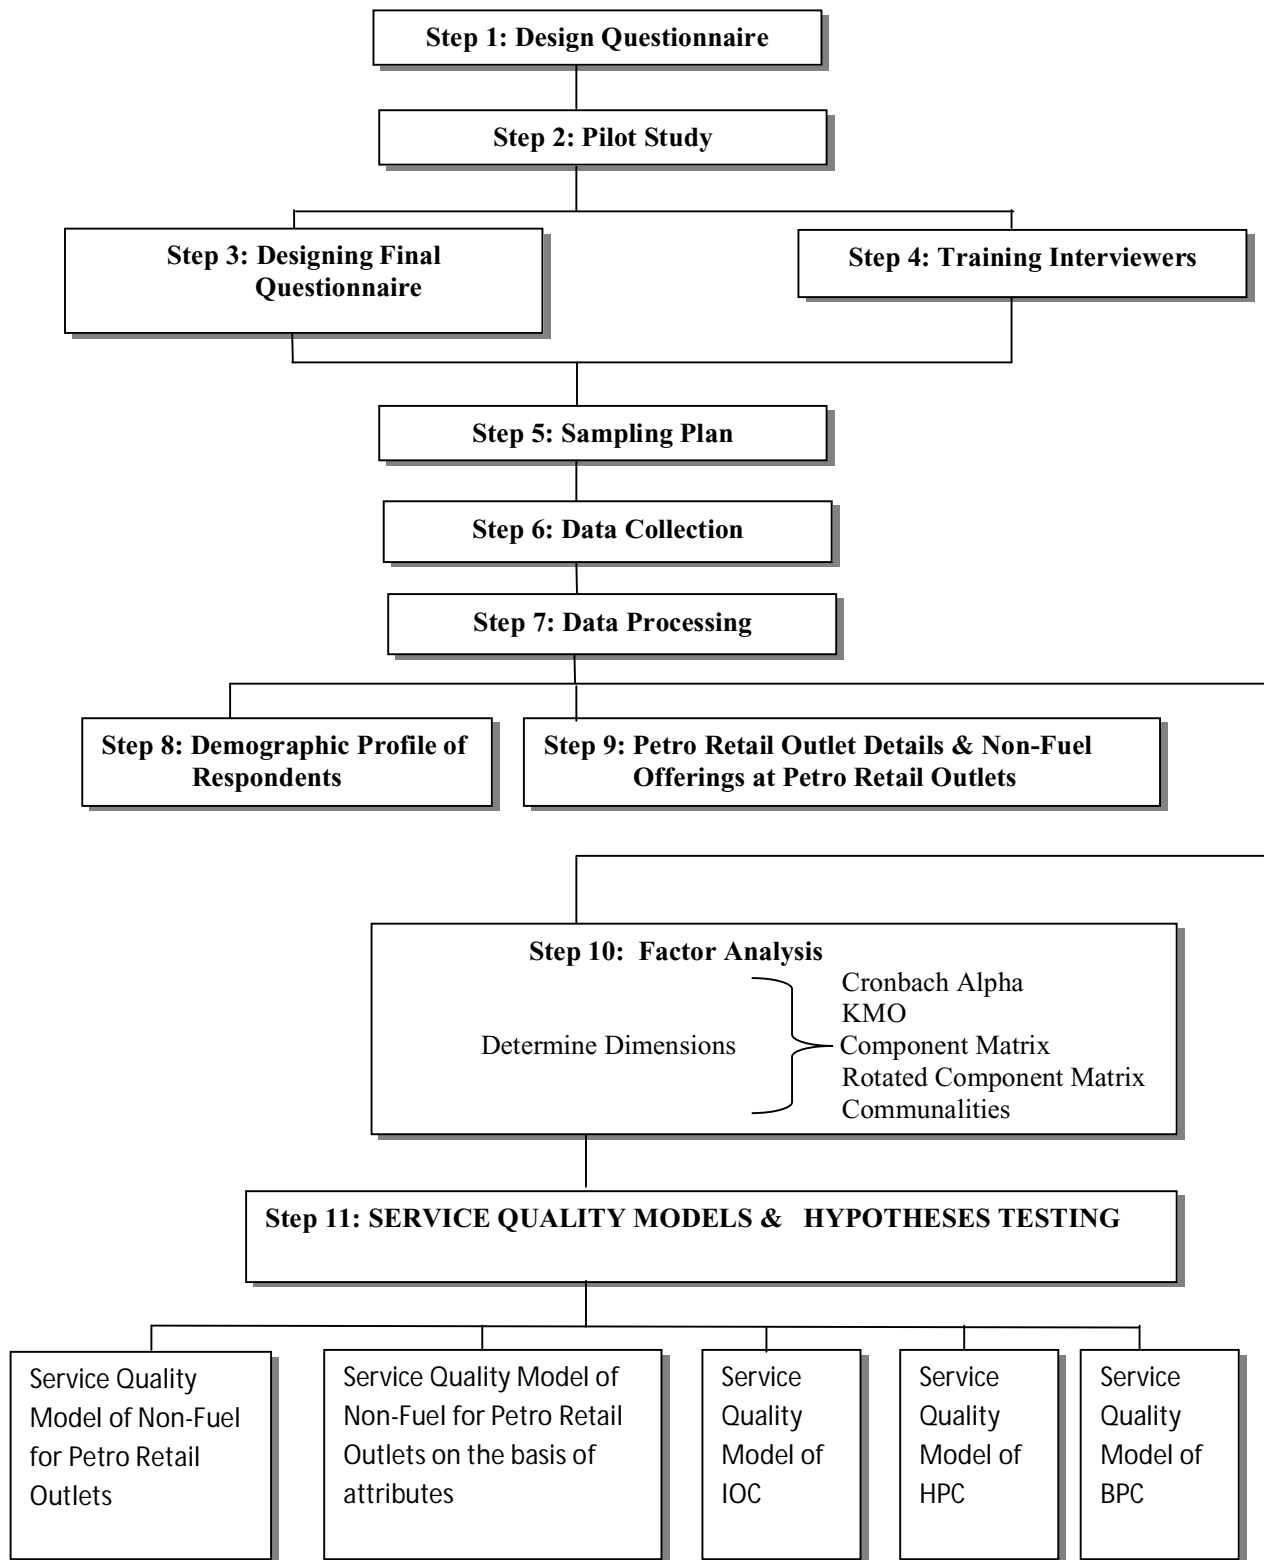 Step 1: Design Questionnaire
Step 2: Pilot Study
Step 3: Designing Final
Questionnaire
Step 4: Training Interviewers
Step 5: Sampling Plan
Step 6: Data Collection
Step 7: Data Processing
Step 8: Demographic Profile of
Respondents
Step 9: Petro Retail Outlet Details & Non-Fuel
Offerings at Petro Retail Outlets
Step 10: Factor Analysis
Determine Dimensions
Cronbach Alpha
KMO
Component Matrix
Rotated Component Matrix
Communalities
Step 11: SERVICE QUALITY MODELS & HYPOTHESES TESTING
Service Quality
Model of Non-Fuel
for Petro Retail
Outlets
Service Quality Model of
Non-Fuel for Petro Retail
Outlets on the basis of
attributes
Service
Quality
Model of
IOC
Service
Quality
Model of
HPC
Service
Quality
Model of
BPC